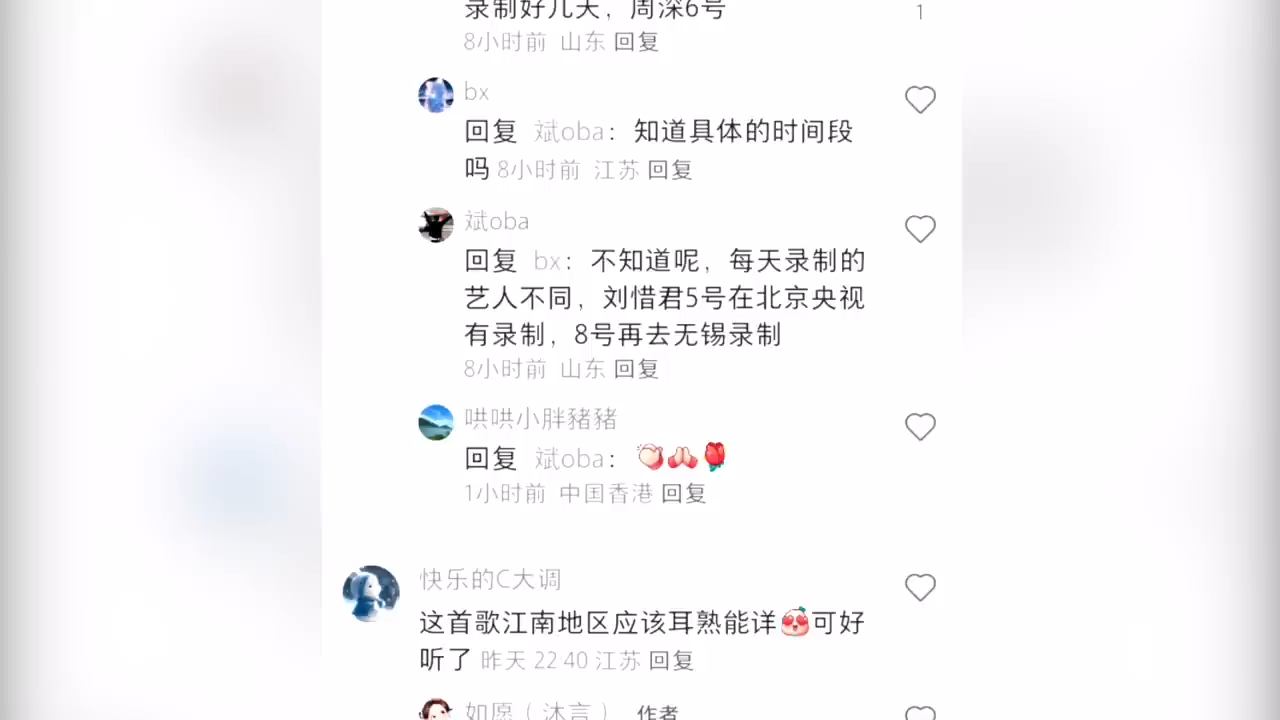 录制好几天，周深6号
1
8小时前 山东 回复
bx
回复 斌oba：知道具体的时间段
吗 8小时前 江苏 回复
斌oba
回复 bx：不知道呢，每天录制的
艺人不同，刘惜君5号在北京央视
有录制，8号再去无锡录制
8小时前 山东 回复
哄哄小胖豬豬
回复 斌oba：
1小时前 中国香港 回复
快乐的C大调
这首歌江南地区应该耳熟能详可好
听了 昨天 22 40 江苏 回复
如愿（沐言） 作者